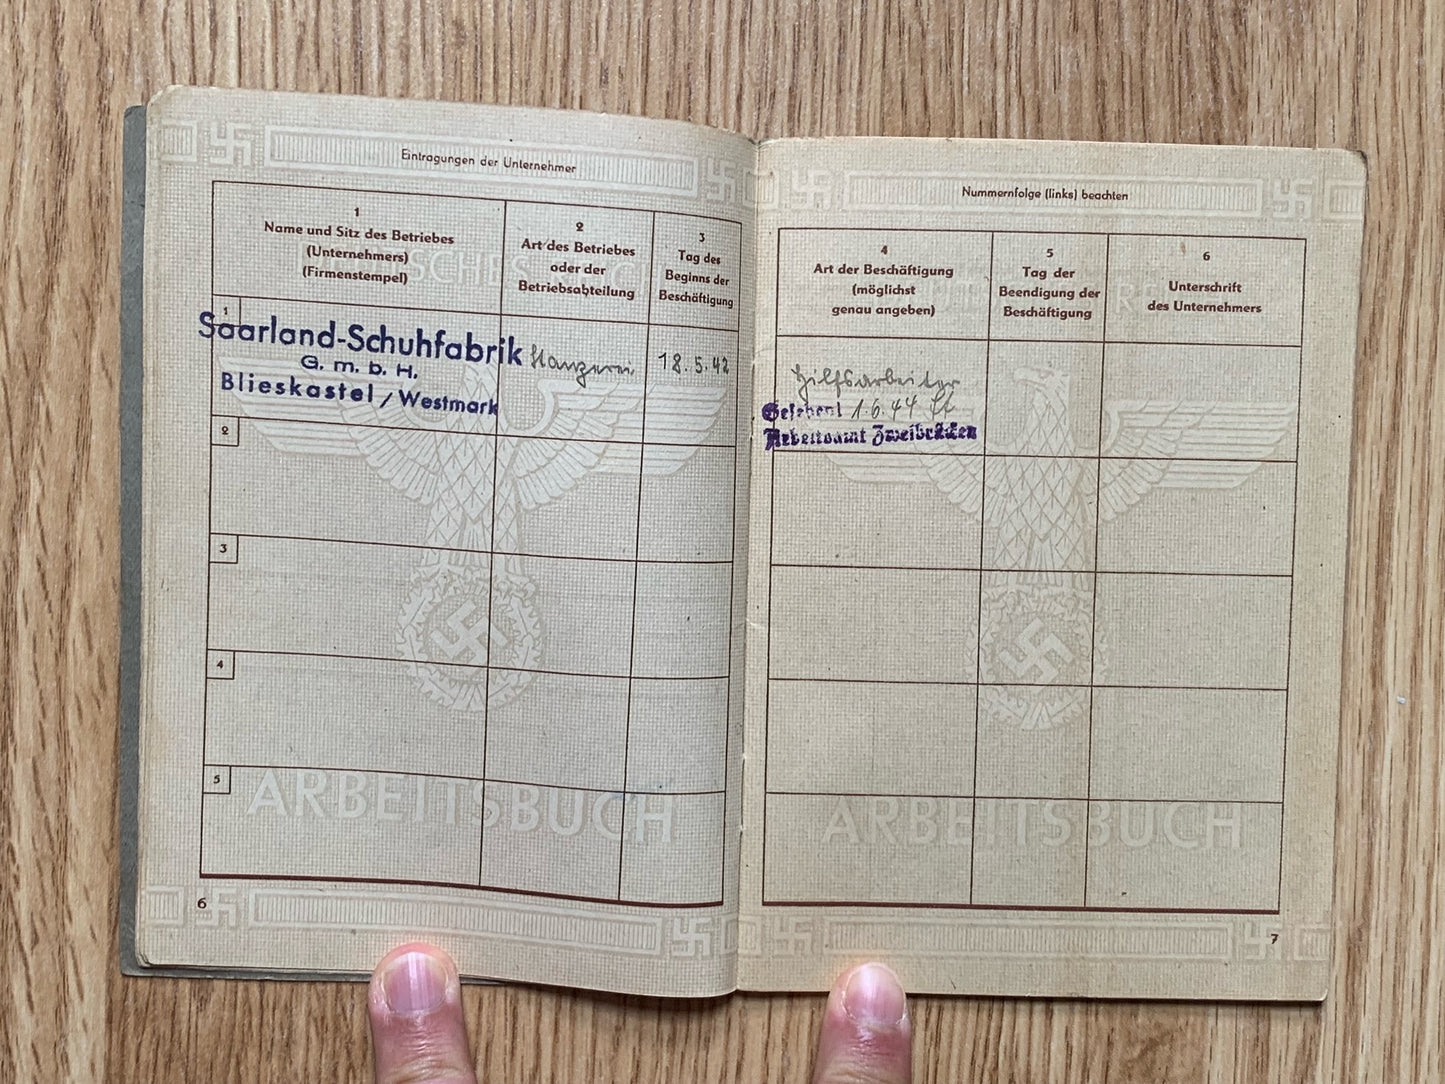 Eintragungen der Unternehmer
1
Name und Sitz des Betriebes
(Unternehmers)
(Firmenstempel)
2
Art des Betriebes
oder der
Betriebsabteilung
3
Tag des
Beginns der
Beschäftigung
1
Saarland-Schuhfabrik
G. m. b. H.
Blieskastel / Westmark
Stanzerei
18.5.42
2
3
4
5
ARBEITSBUCH
6
Nummernfolge (links) beachten
4
Art der Beschäftigung
(möglichst
genau angeben)
5
Tag der
Beendigung der
Beschäftigung
6
Unterschrift
des Unternehmers
Hilfsarbeiter
Gesehen! 1.6.44
Arbeitsamt Zweibrücken
ARBEITSBUCH
7